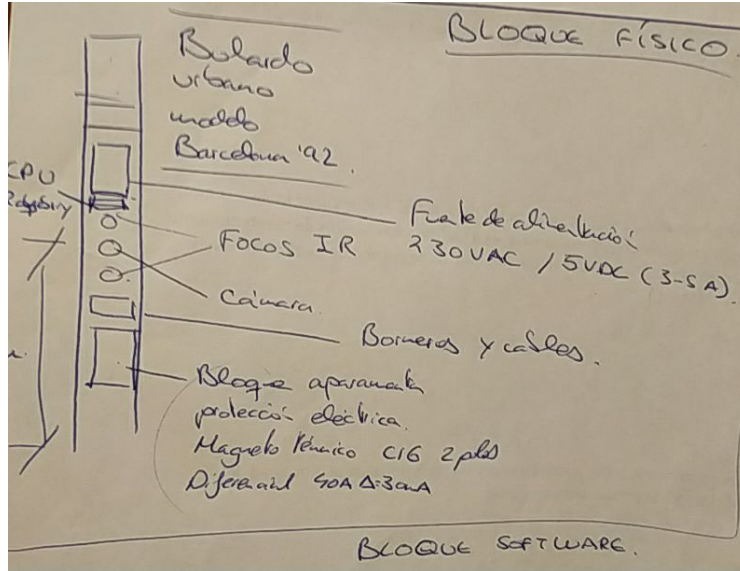 BLOQUE FÍSICO.
Bolardo
urbano
modelo
Barcelona '92.
CPU
Raspberry
Fuente de alimentación
230VAC / 5VDC (3-5A).
FOCOS IR
Cámara.
Borneros y cables.
Bloque aparamenta
protección eléctrica.
Magneto Térmico C16 2 polos
Diferencial 40A Δ=30mA
BLOQUE SOFTWARE.